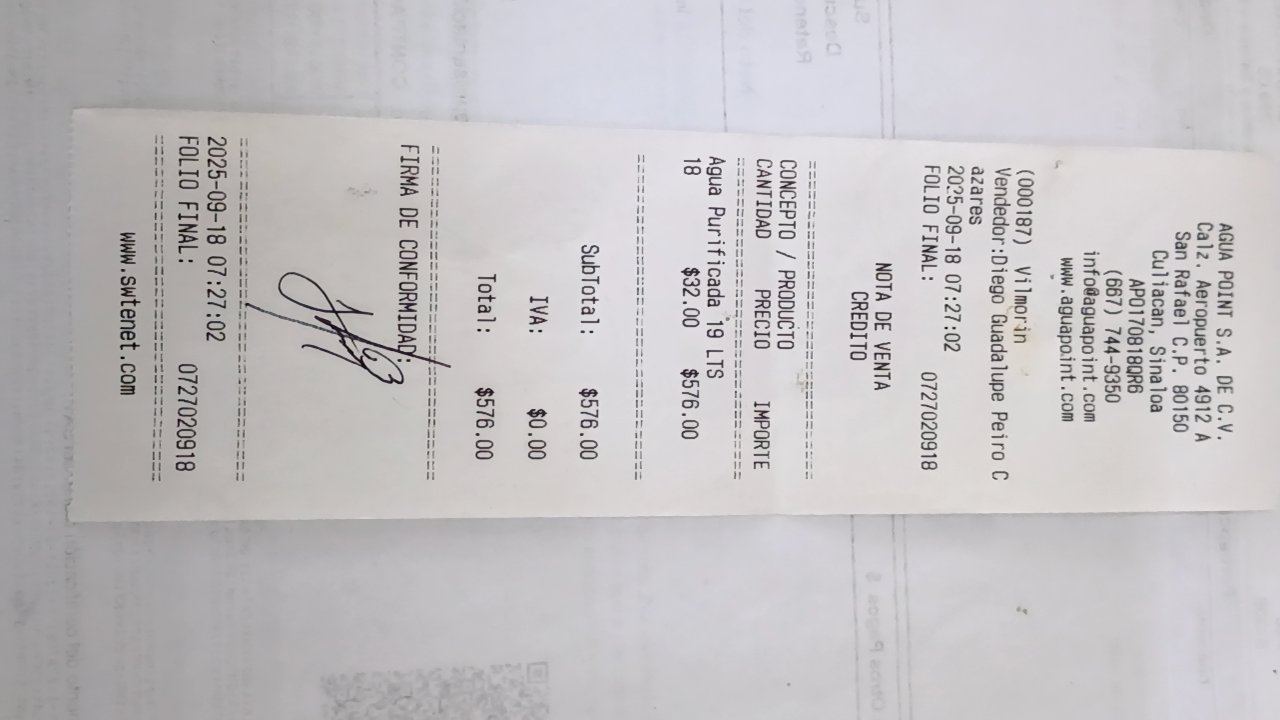 AGUA POINT S.A. DE C.V.
Calz. Aeropuerto 4912 A
San Rafael C.P. 80150
Culiacan, Sinaloa
APO170818QR6
(667) 744-9350
info@aguapoint.com
www.aguapoint.com
(000187) Vilmorin
Vendedor:Diego Guadalupe Peiro C
azares
2025-09-18 07:27:02
FOLIO FINAL: 0727020918
NOTA DE VENTA
CREDITO
CONCEPTO / PRODUCTO
CANTIDAD PRECIO IMPORTE
Agua Purificada 19 LTS
18 $32.00 $576.00
SubTotal: $576.00
IVA: $0.00
Total: $576.00
FIRMA DE CONFORMIDAD:
2025-09-18 07:27:02
FOLIO FINAL: 0727020918
www.swtenet.com